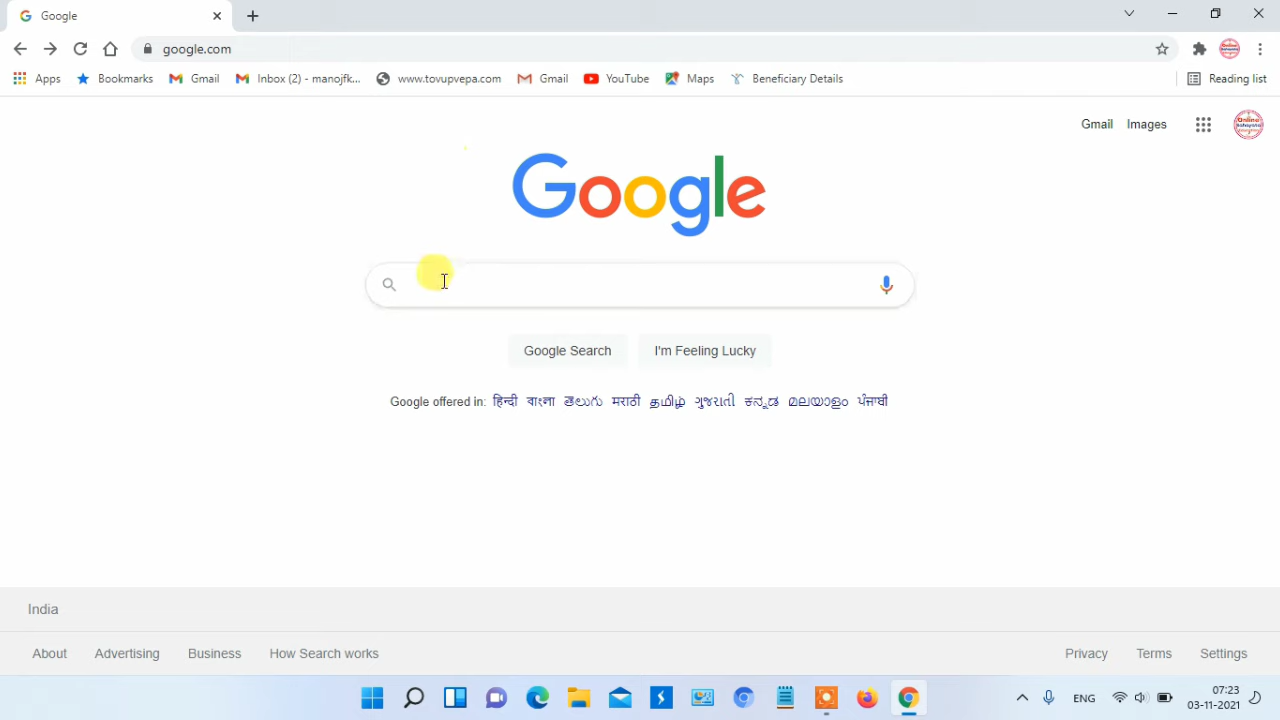 Google
google.com
Apps Bookmarks Gmail Inbox (2) - manojfk... www.tovupvepa.com Gmail YouTube Maps Beneficiary Details Reading list
Gmail Images
Google
Google Search I'm Feeling Lucky
Google offered in: हिन्दी বাংলা తెలుగు मराठी தமிழ் ગુજરાતી ಕನ್ನಡ മലയാളം ਪੰਜਾਬੀ
India
About Advertising Business How Search works Privacy Terms Settings
ENG 07:23
03-11-2021